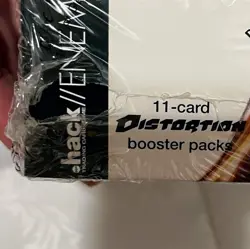 .hack//ENEMY
11-card
DISTORTION
booster packs